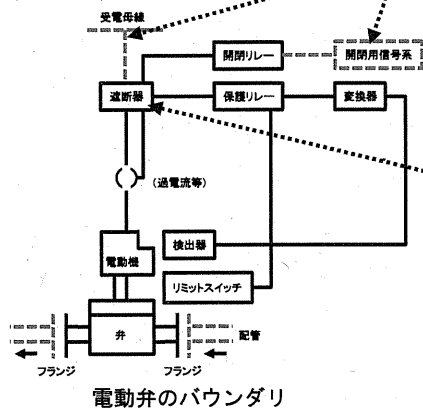 受電母線
開閉リレー
開閉用信号系
遮断器
保護リレー
変換器
(過電流等)
電動機
検出器
リミットスイッチ
弁
配管
フランジ
フランジ
電動弁のバウンダリ